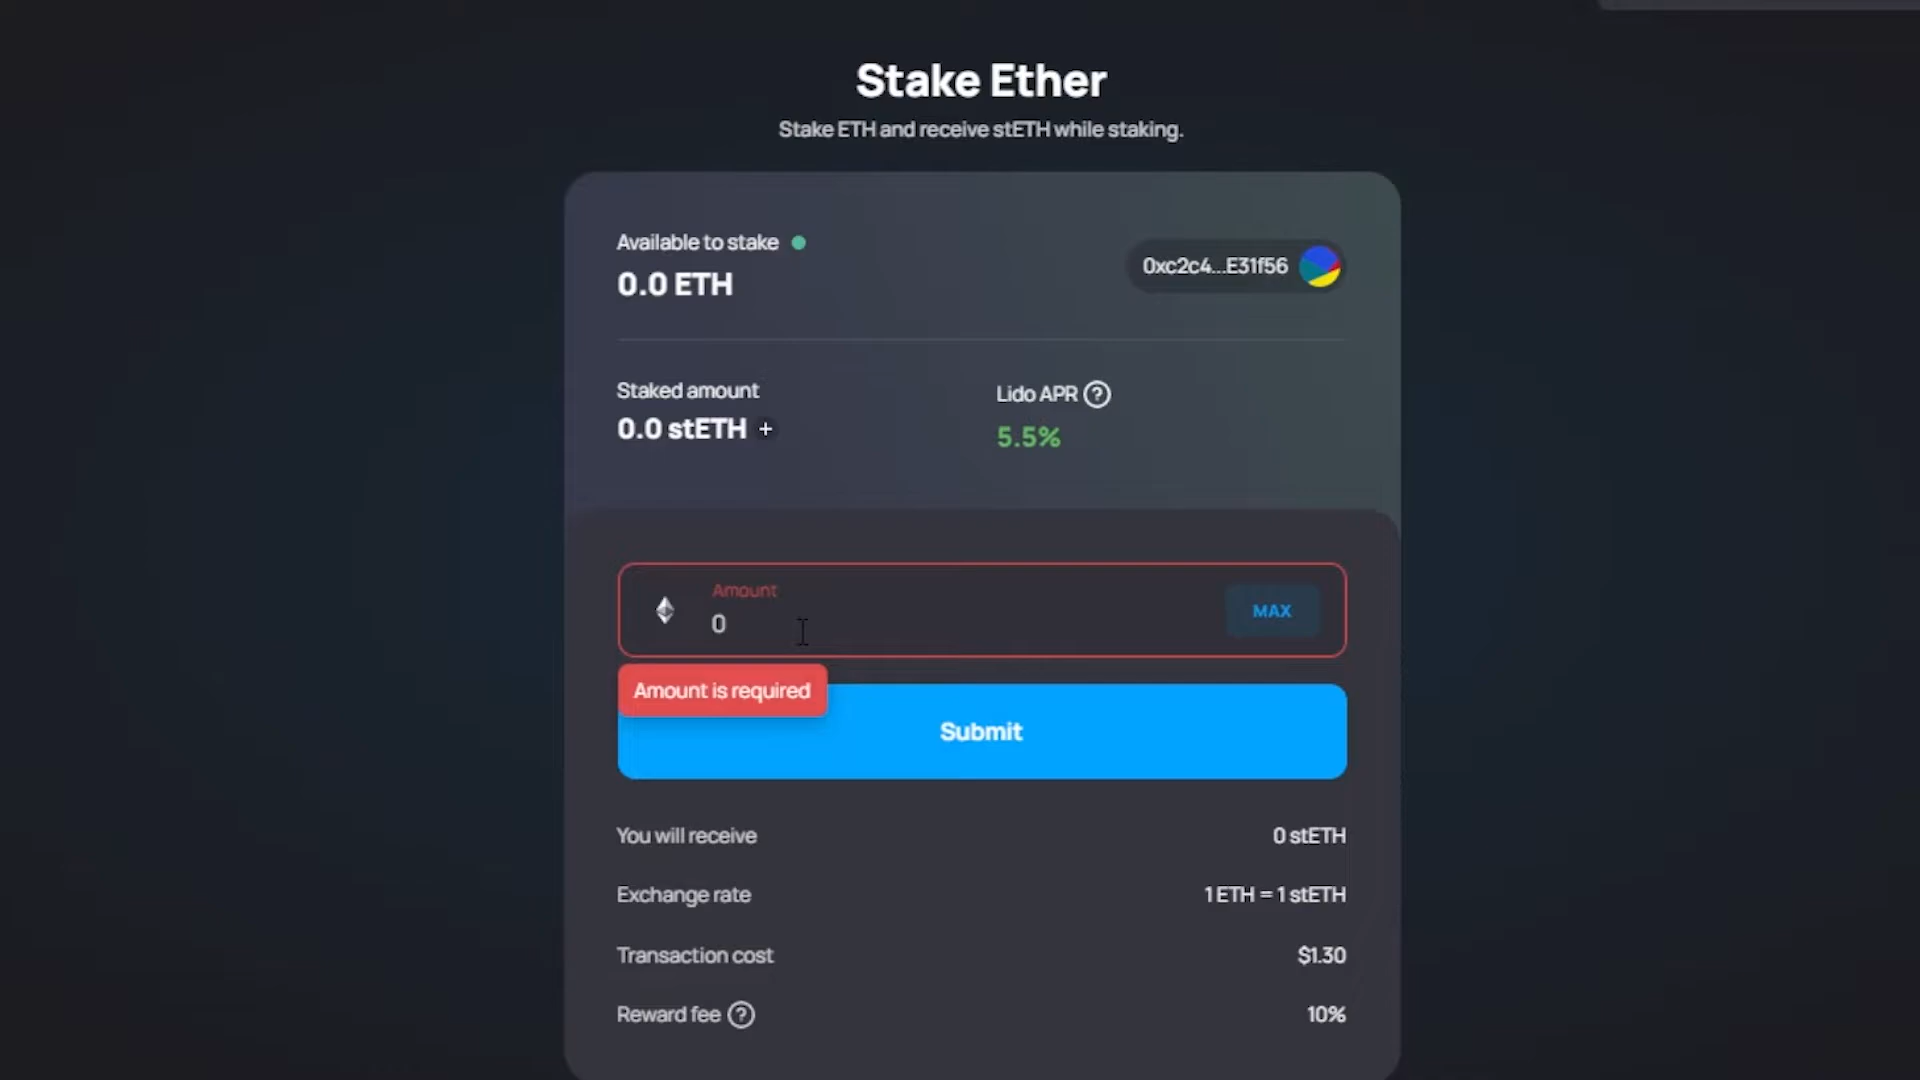 Stake Ether
Stake ETH and receive stETH while staking.
Available to stake
0.0 ETH
0xc2c4...E31f56
Staked amount
0.0 stETH +
Lido APR ?
5.5%
Amount
0
MAX
Amount is required
Submit
You will receive 0 stETH
Exchange rate 1 ETH = 1 stETH
Transaction cost $1.30
Reward fee ? 10%